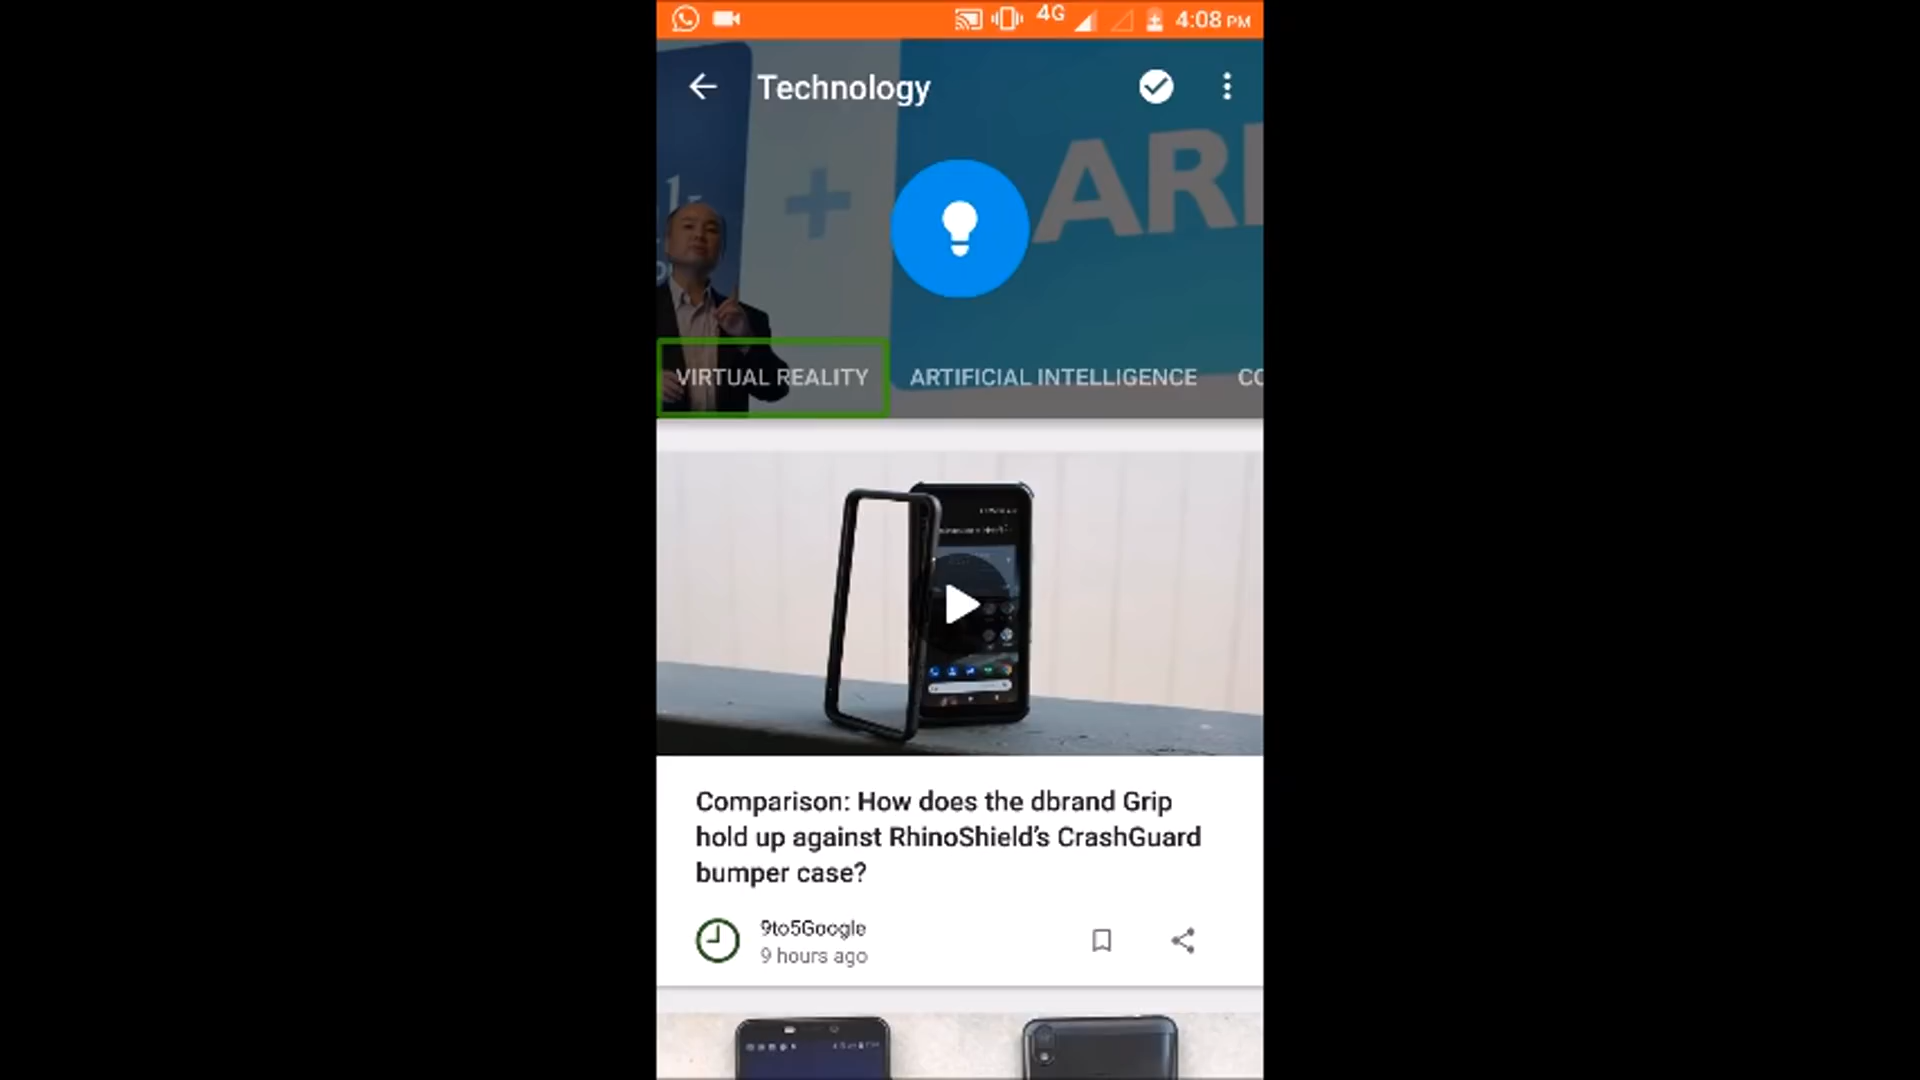 4G 4:08 PM
Technology
+ AR
VIRTUAL REALITY ARTIFICIAL INTELLIGENCE CO
Comparison: How does the dbrand Grip
hold up against RhinoShield's CrashGuard
bumper case?
9to5Google
9 hours ago